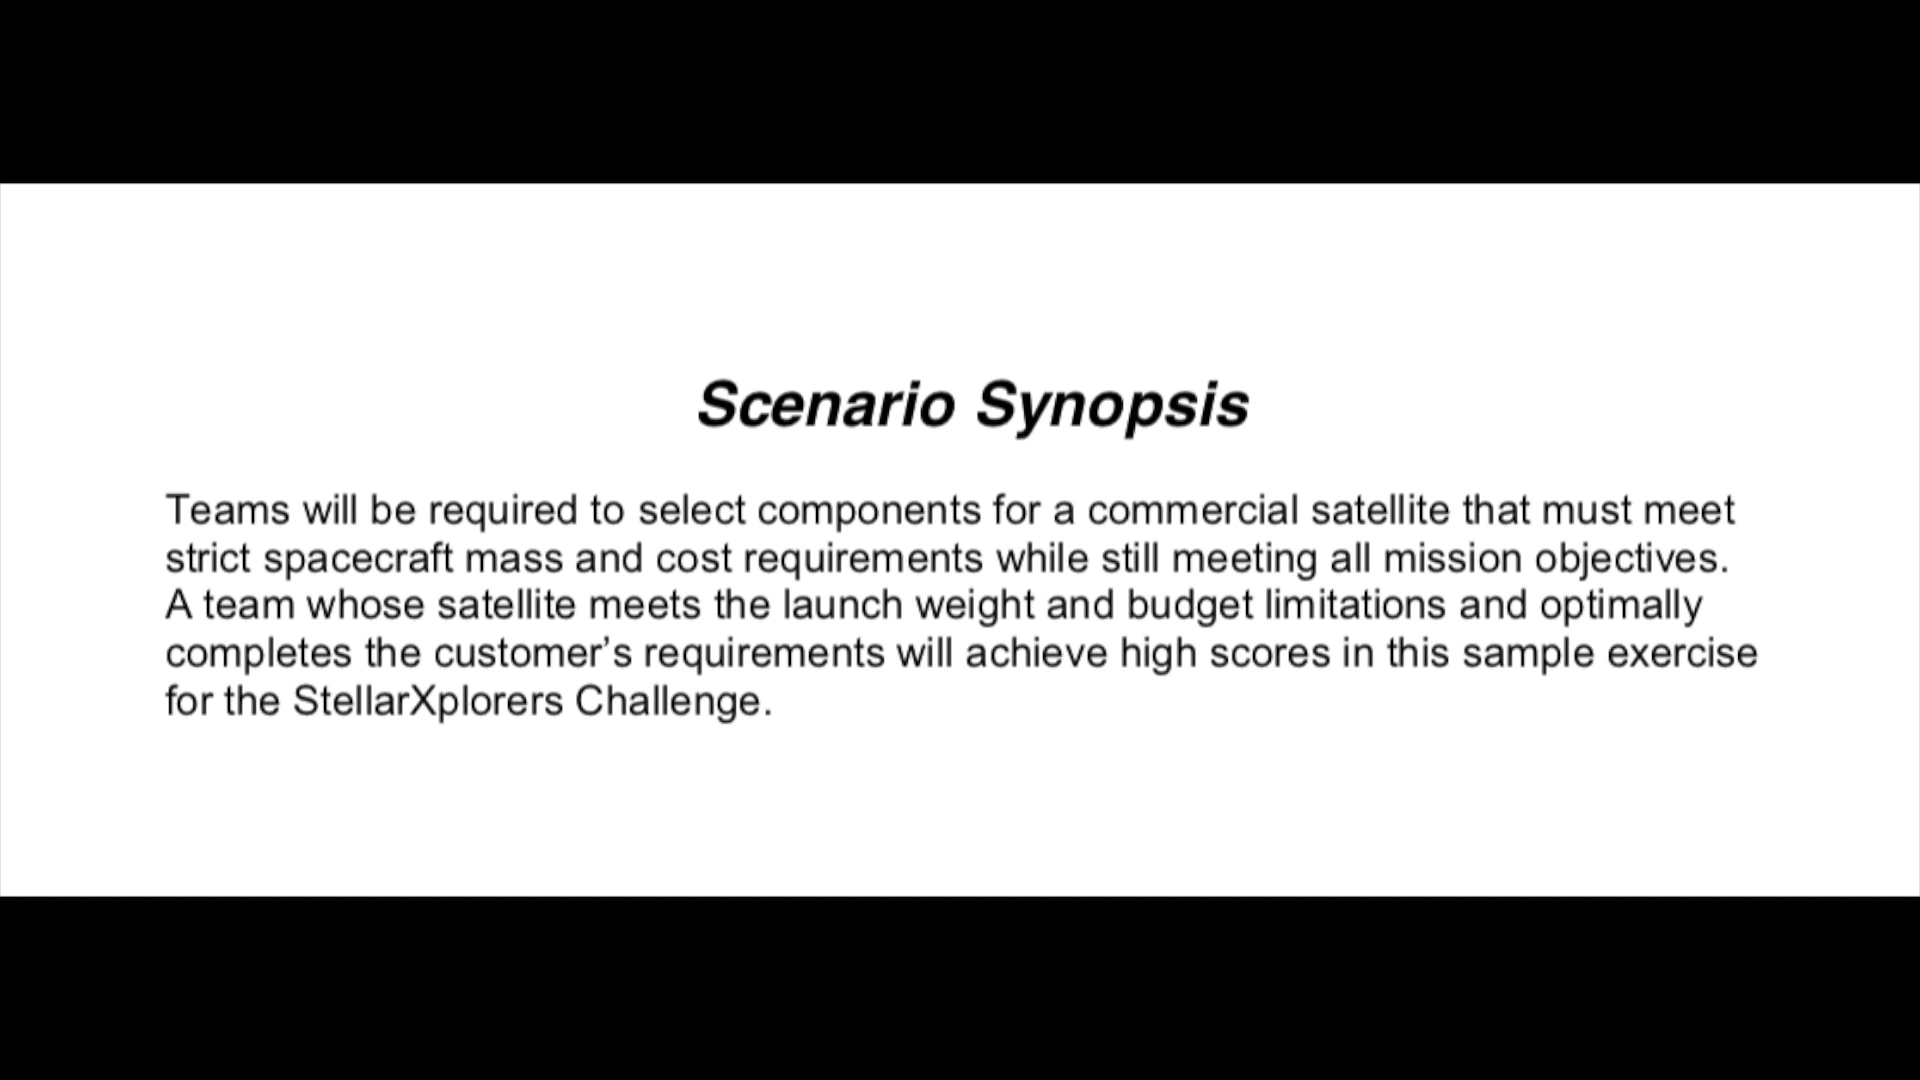 Scenario Synopsis
Teams will be required to select components for a commercial satellite that must meet
strict spacecraft mass and cost requirements while still meeting all mission objectives.
A team whose satellite meets the launch weight and budget limitations and optimally
completes the customer’s requirements will achieve high scores in this sample exercise
for the StellarXplorers Challenge.